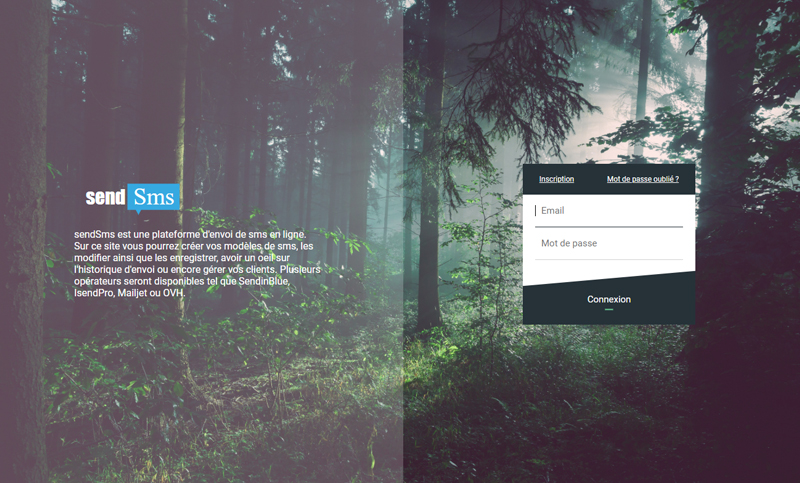 send Sms
sendSms est une plateforme d'envoi de sms en ligne.
Sur ce site vous pourrez créer vos modèles de sms, les
modifier ainsi que les enregistrer, avoir un oeil sur
l'historique d'envoi ou encore gérer vos clients. Plusieurs
opérateurs seront disponibles tel que SendinBlue,
IsendPro, Mailjet ou OVH.
Inscription
Mot de passe oublié ?
Email
Mot de passe
Connexion